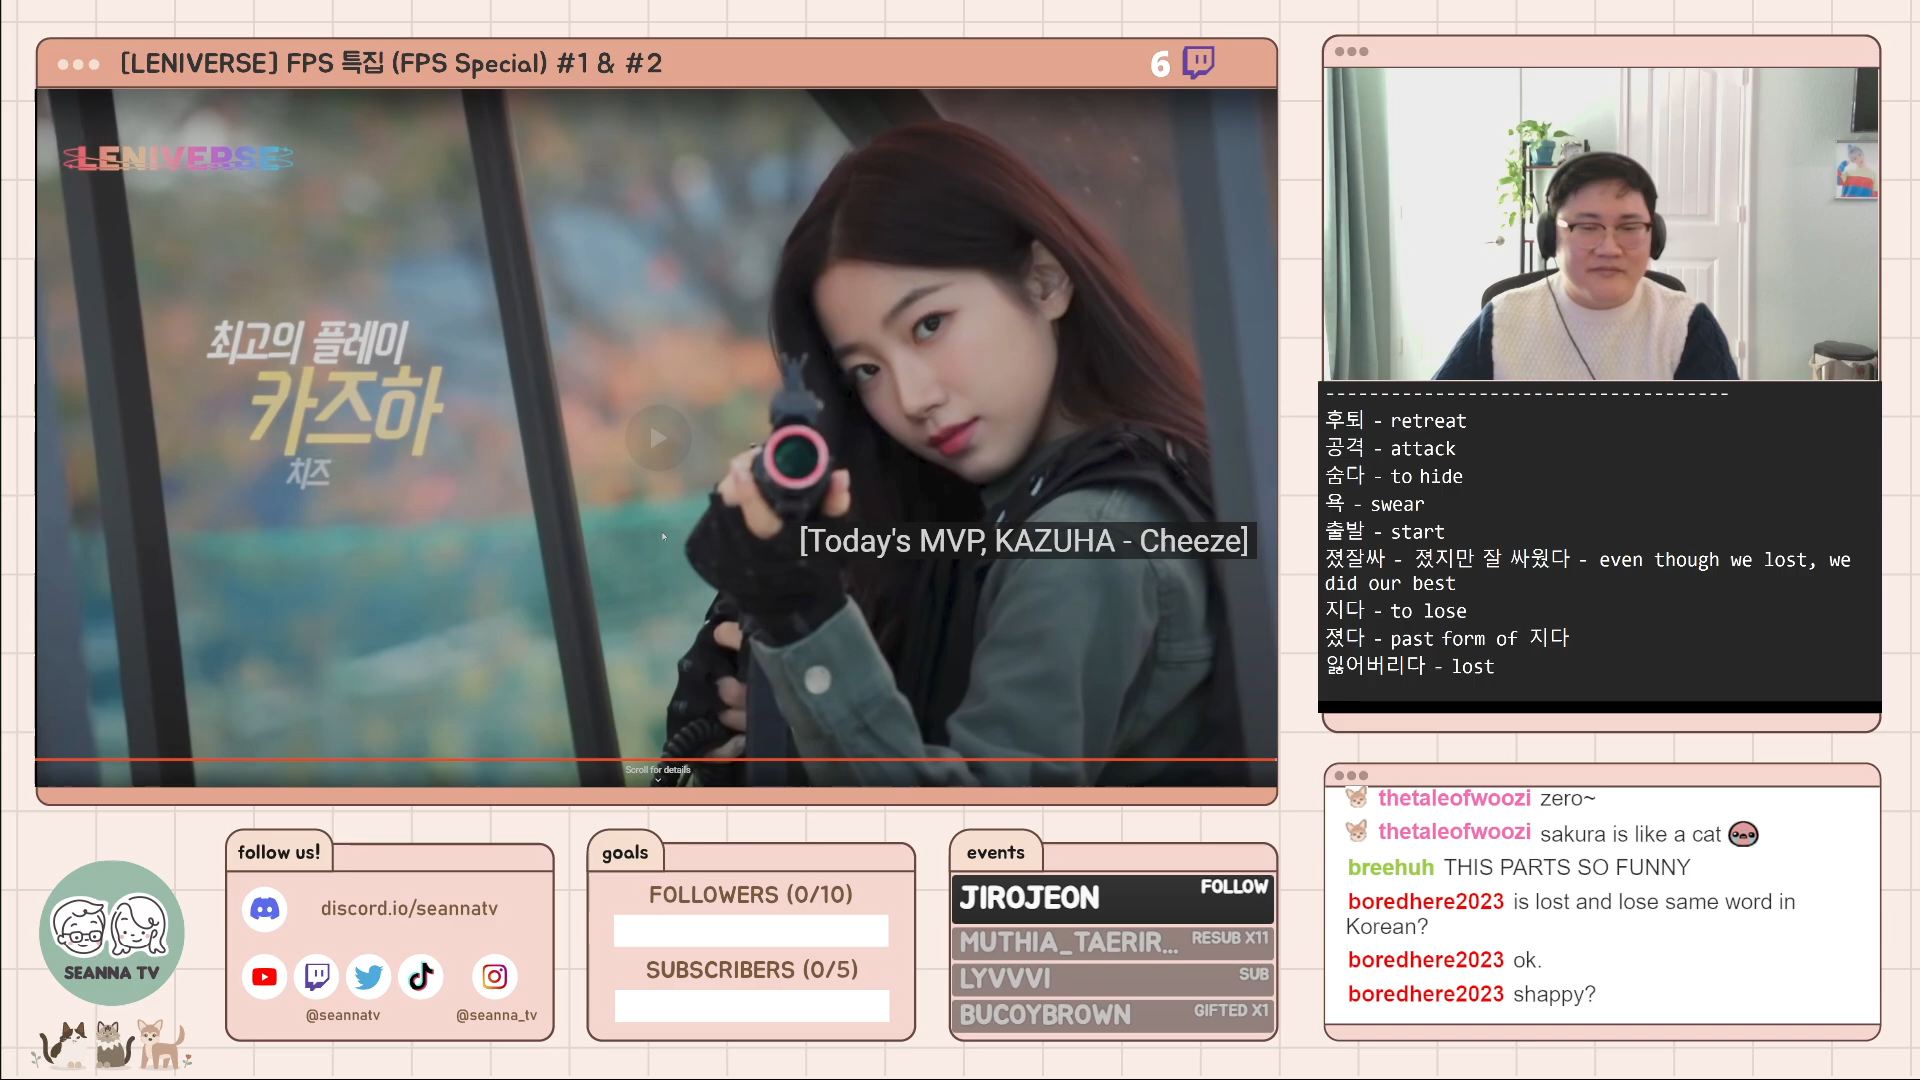 [LENIVERSE] FPS 특집 (FPS Special) #1 & #2
6
LENIVERSE
최고의 플레이
카즈하
치즈
[Today's MVP, KAZUHA - Cheeze]
Scroll for details
-----------------------------------
후퇴 - retreat
공격 - attack
숨다 - to hide
욕 - swear
출발 - start
졌잘싸 - 졌지만 잘 싸웠다 - even though we lost, we
did our best
지다 - to lose
졌다 - past form of 지다
잃어버리다 - lost
thetaleofwoozi zero~
thetaleofwoozi sakura is like a cat
breehuh THIS PARTS SO FUNNY
boredhere2023 is lost and lose same word in
Korean?
boredhere2023 ok.
boredhere2023 shappy?
SEANNA TV
follow us!
discord.io/seannatv
@seannatv
@seanna_tv
goals
FOLLOWERS (0/10)
SUBSCRIBERS (0/5)
events
JIROJEON FOLLOW
MUTHIA_TAERIR... RESUB X11
LYVVVI SUB
BUCOYBROWN GIFTED X1